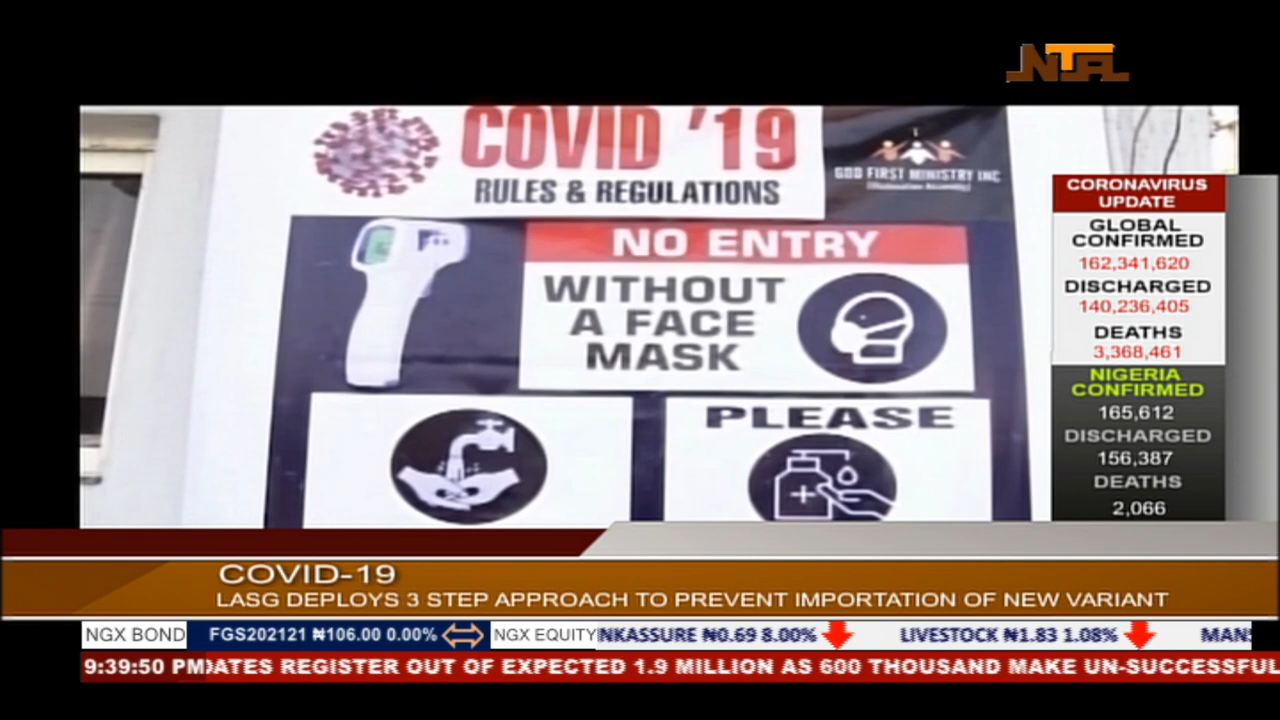 NTA
COVID '19
RULES & REGULATIONS
GOD FIRST MINISTRY INC
NO ENTRY
WITHOUT
A FACE
MASK
PLEASE
CORONAVIRUS
UPDATE
GLOBAL
CONFIRMED
162,341,620
DISCHARGED
140,236,405
DEATHS
3,368,461
NIGERIA
CONFIRMED
165,612
DISCHARGED
156,387
DEATHS
2,066
COVID-19
LASG DEPLOYS 3 STEP APPROACH TO PREVENT IMPORTATION OF NEW VARIANT
NGX BOND FGS202121 ₦106.00 0.00% NGX EQUITY NKASSURE ₦0.69 8.00% LIVESTOCK ₦1.83 1.08% MANS
9:39:50 PM DATES REGISTER OUT OF EXPECTED 1.9 MILLION AS 600 THOUSAND MAKE UN-SUCCESSFUL